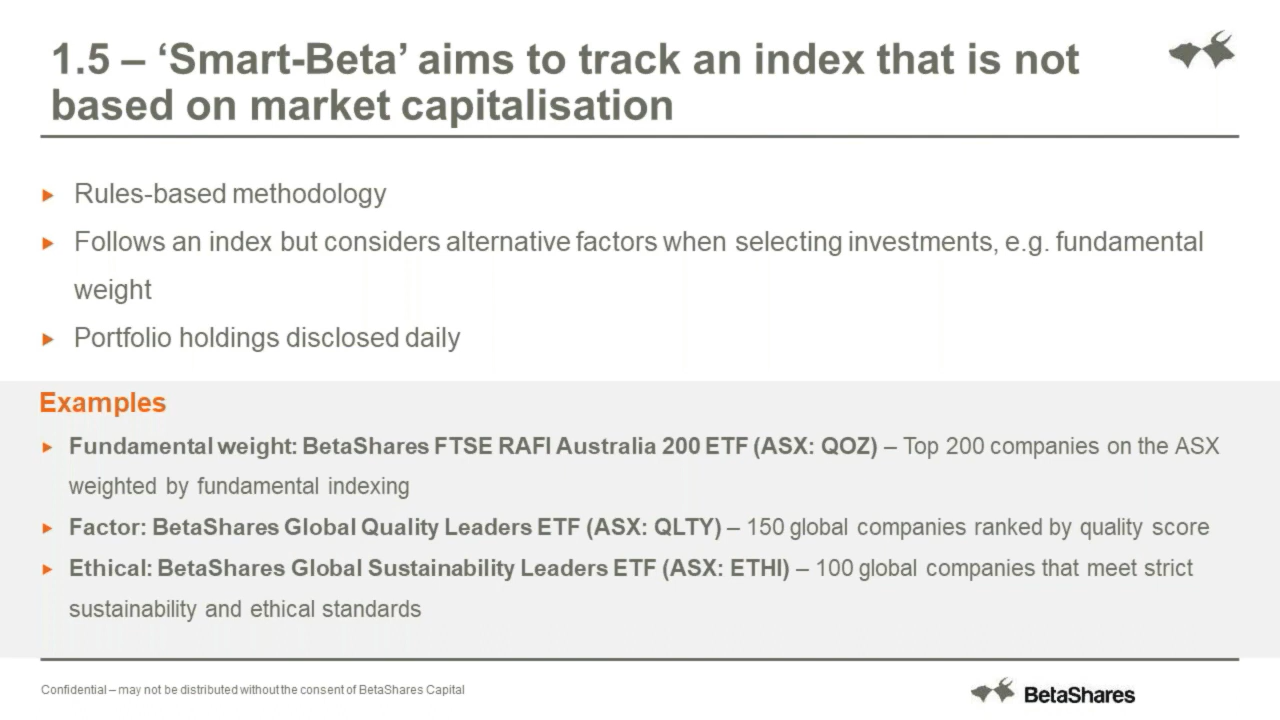 1.5 – ‘Smart-Beta’ aims to track an index that is not
based on market capitalisation
Rules-based methodology
Follows an index but considers alternative factors when selecting investments, e.g. fundamental
weight
Portfolio holdings disclosed daily
Examples
Fundamental weight: BetaShares FTSE RAFI Australia 200 ETF (ASX: QOZ) – Top 200 companies on the ASX
weighted by fundamental indexing
Factor: BetaShares Global Quality Leaders ETF (ASX: QLTY) – 150 global companies ranked by quality score
Ethical: BetaShares Global Sustainability Leaders ETF (ASX: ETHI) – 100 global companies that meet strict
sustainability and ethical standards
Confidential – may not be distributed without the consent of BetaShares Capital
BetaShares